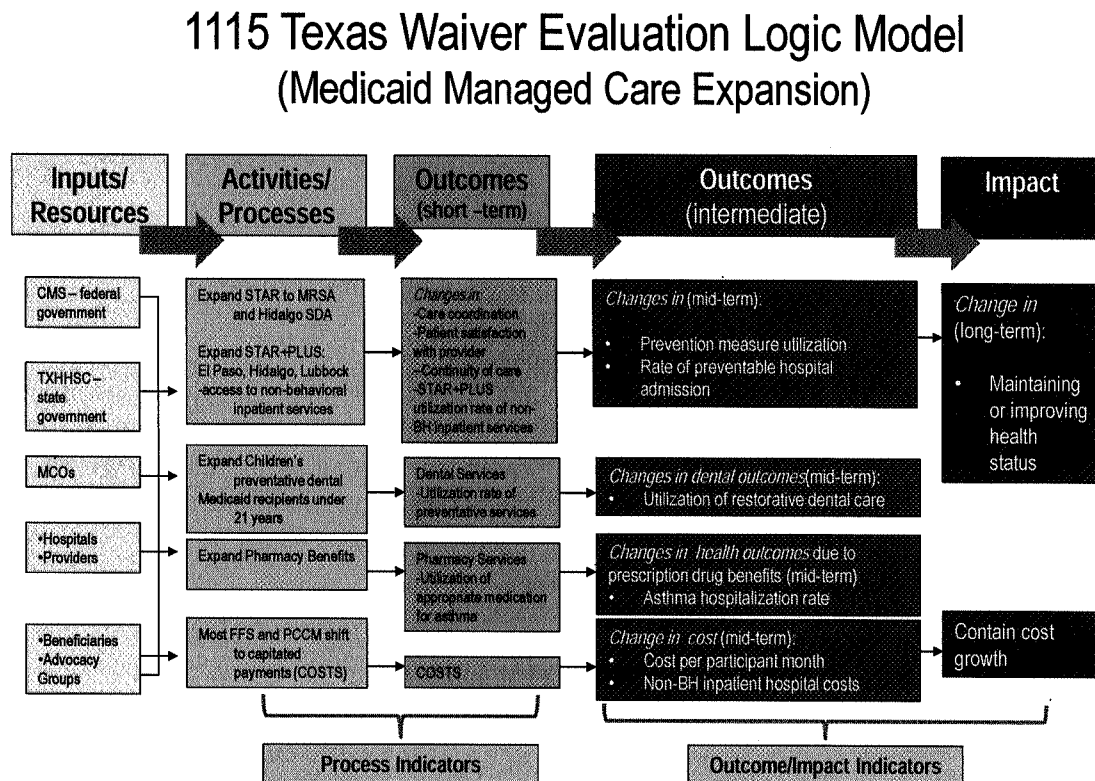 1115 Texas Waiver Evaluation Logic Model
(Medicaid Managed Care Expansion)
Inputs/
Resources
Activities/
Processes
Outcomes
(short –term)
Outcomes
(intermediate)
Impact
CMS – federal
government
TXHHSC –
state
government
MCOs
•Hospitals
•Providers
•Beneficiaries
•Advocacy
Groups
Expand STAR to MRSA
and Hidalgo SDA
Expand STAR+PLUS:
El Paso, Hidalgo, Lubbock
-access to non-behavioral
inpatient services
Expand Children's
preventative dental
Medicaid recipients under
21 years
Expand Pharmacy Benefits
Most FFS and PCCM shift
to capitated
payments (COSTS)
Changes in:
-Care coordination
-Patient satisfaction
with provider
–Continuity of care
-STAR+PLUS
utilization rate of non-
BH inpatient services
Dental Services
-Utilization rate of
preventative services
Pharmacy Services
-Utilization of
appropriate medication
for asthma
COSTS
Changes in (mid-term):
• Prevention measure utilization
• Rate of preventable hospital
admission
Changes in dental outcomes(mid-term):
• Utilization of restorative dental care
Changes in health outcomes due to
prescription drug benefits (mid-term)
• Asthma hospitalization rate
Change in cost (mid-term):
• Cost per participant month
• Non-BH inpatient hospital costs
Change in
(long-term):
• Maintaining
or improving
health
status
Contain cost
growth
Process Indicators
Outcome/Impact Indicators